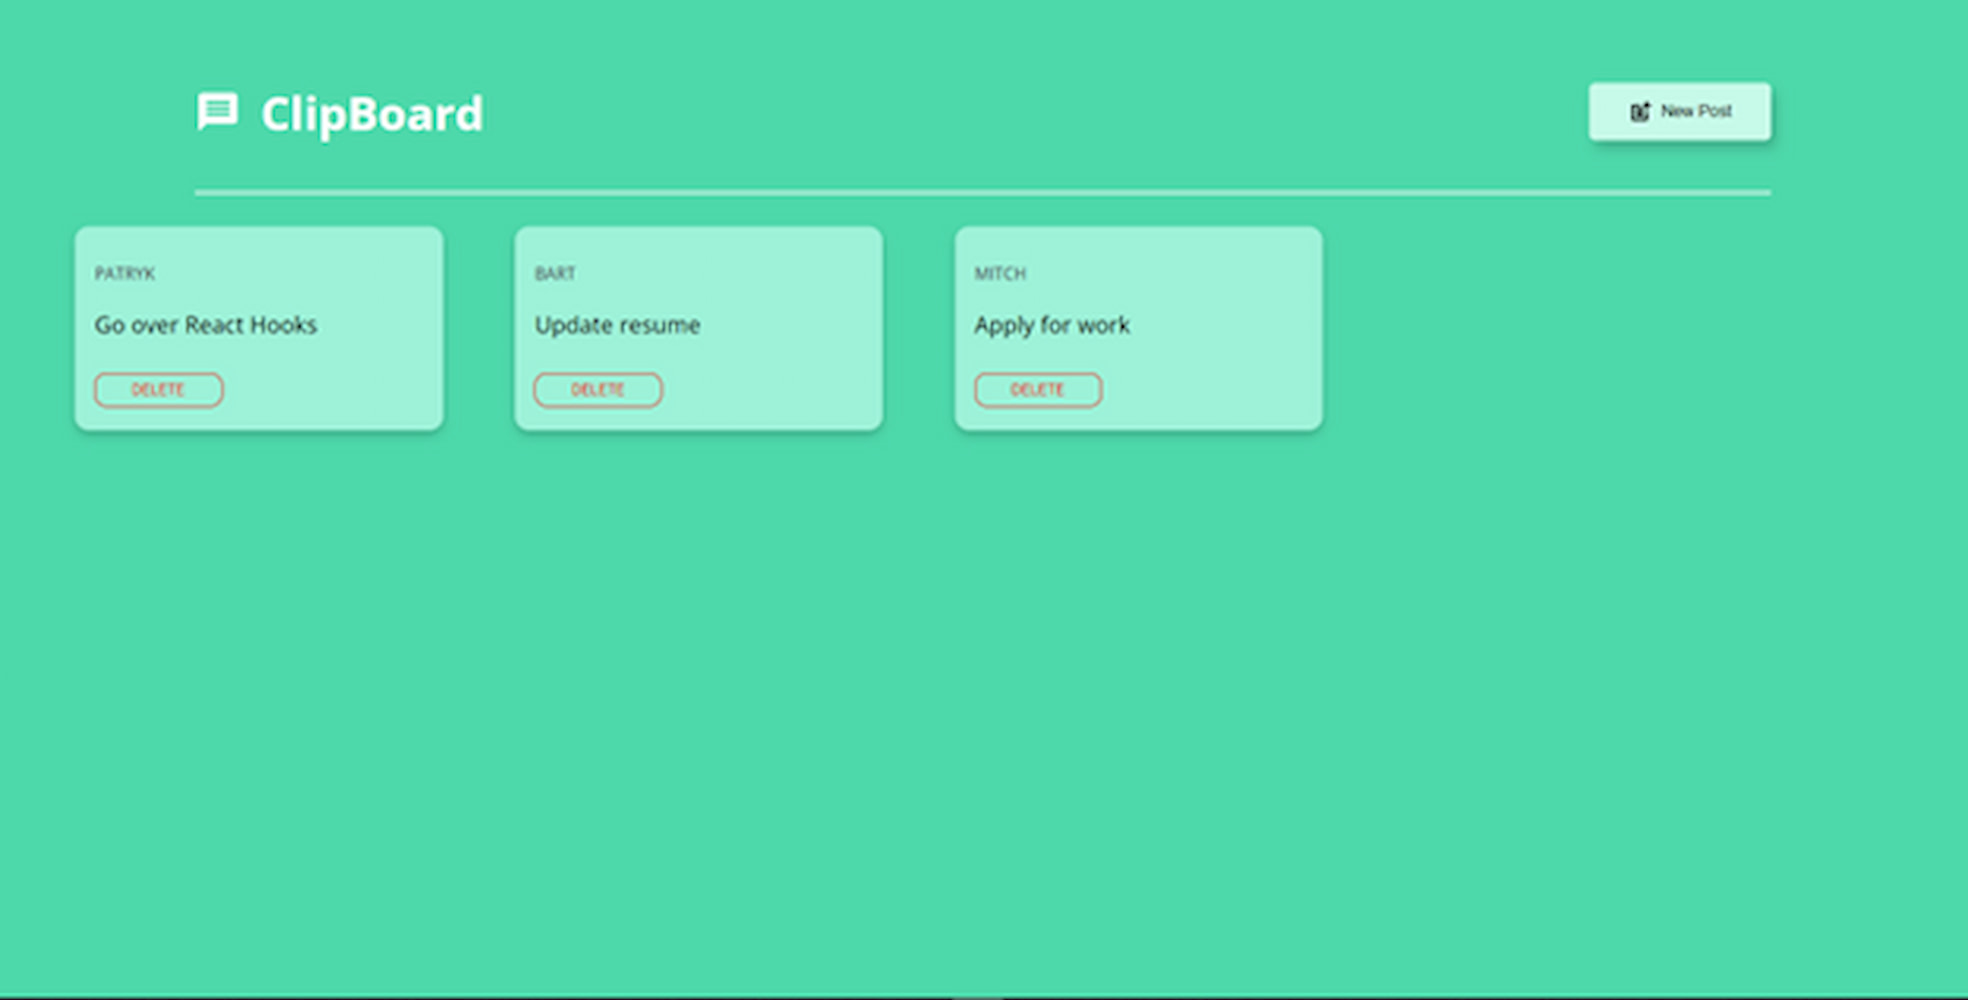 ClipBoard
New Post
PATRYK
Go over React Hooks
DELETE
BART
Update resume
DELETE
MITCH
Apply for work
DELETE